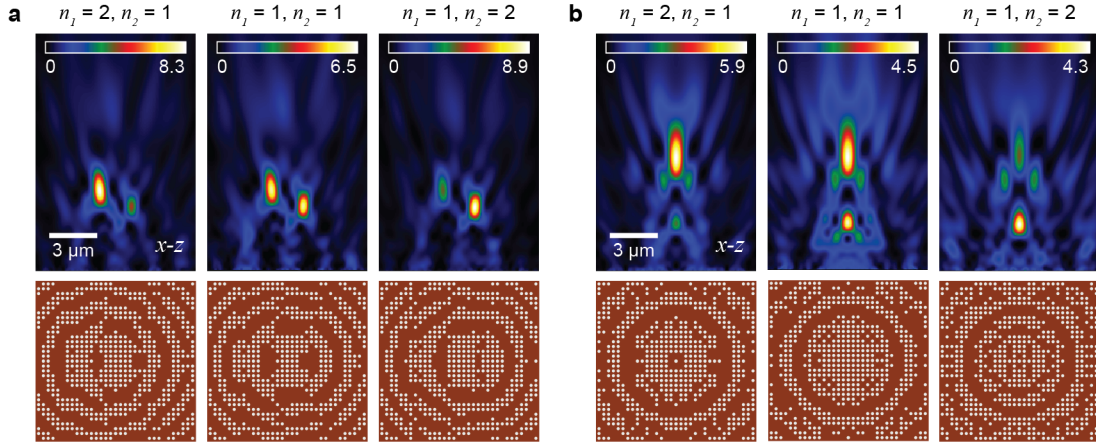 a
n1 = 2, n2 = 1
n1 = 1, n2 = 1
n1 = 1, n2 = 2
0 8.3
0 6.5
0 8.9
3 µm
x-z
b
n1 = 2, n2 = 1
n1 = 1, n2 = 1
n1 = 1, n2 = 2
0 5.9
0 4.5
0 4.3
3 µm
x-z